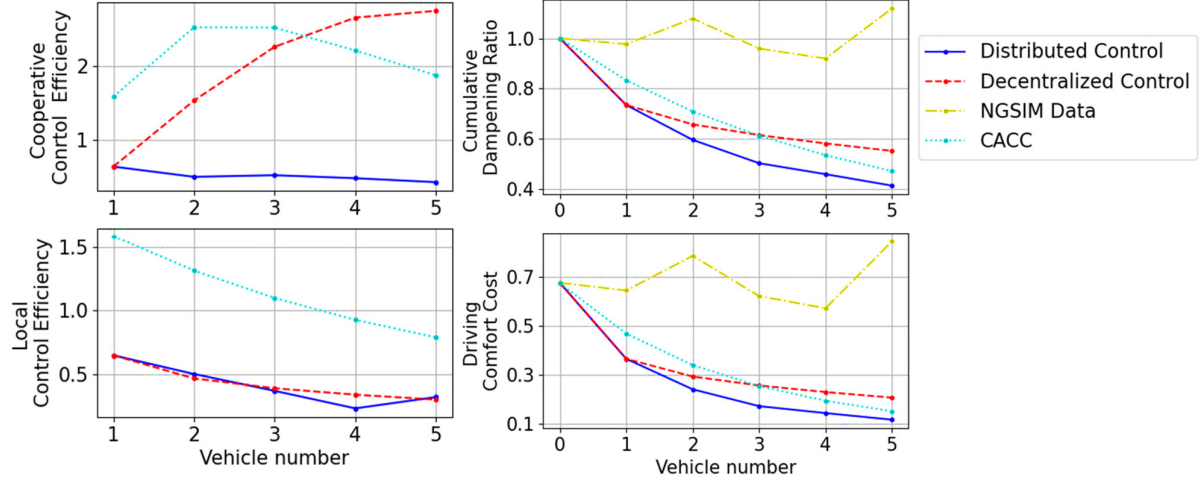 Cooperative
Conrtol Efficiency
2
1
1 2 3 4 5
Cumulative
Dampening Ratio
1.0
0.8
0.6
0.4
0 1 2 3 4 5
Distributed Control
Decentralized Control
NGSIM Data
CACC
Local
Control Efficiency
1.5
1.0
0.5
1 2 3 4 5
Vehicle number
Driving
Comfort Cost
0.7
0.5
0.3
0.1
0 1 2 3 4 5
Vehicle number